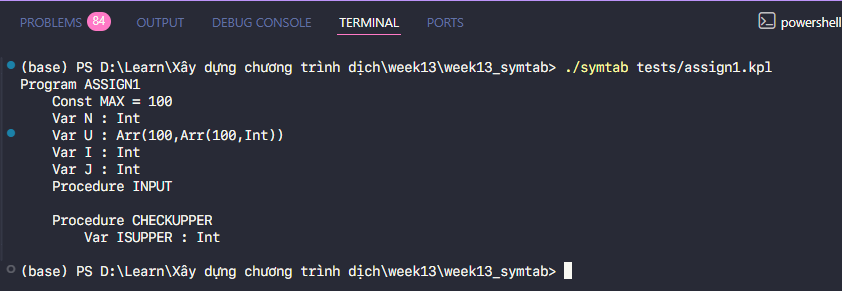 PROBLEMS 84 OUTPUT DEBUG CONSOLE TERMINAL PORTS powershell
(base) PS D:\Learn\Xây dựng chương trình dịch\week13\week13_symtab> ./symtab tests/assign1.kpl
Program ASSIGN1
    Const MAX = 100
    Var N : Int
    Var U : Arr(100,Arr(100,Int))
    Var I : Int
    Var J : Int
    Procedure INPUT
    Procedure CHECKUPPER
        Var ISUPPER : Int
(base) PS D:\Learn\Xây dựng chương trình dịch\week13\week13_symtab>